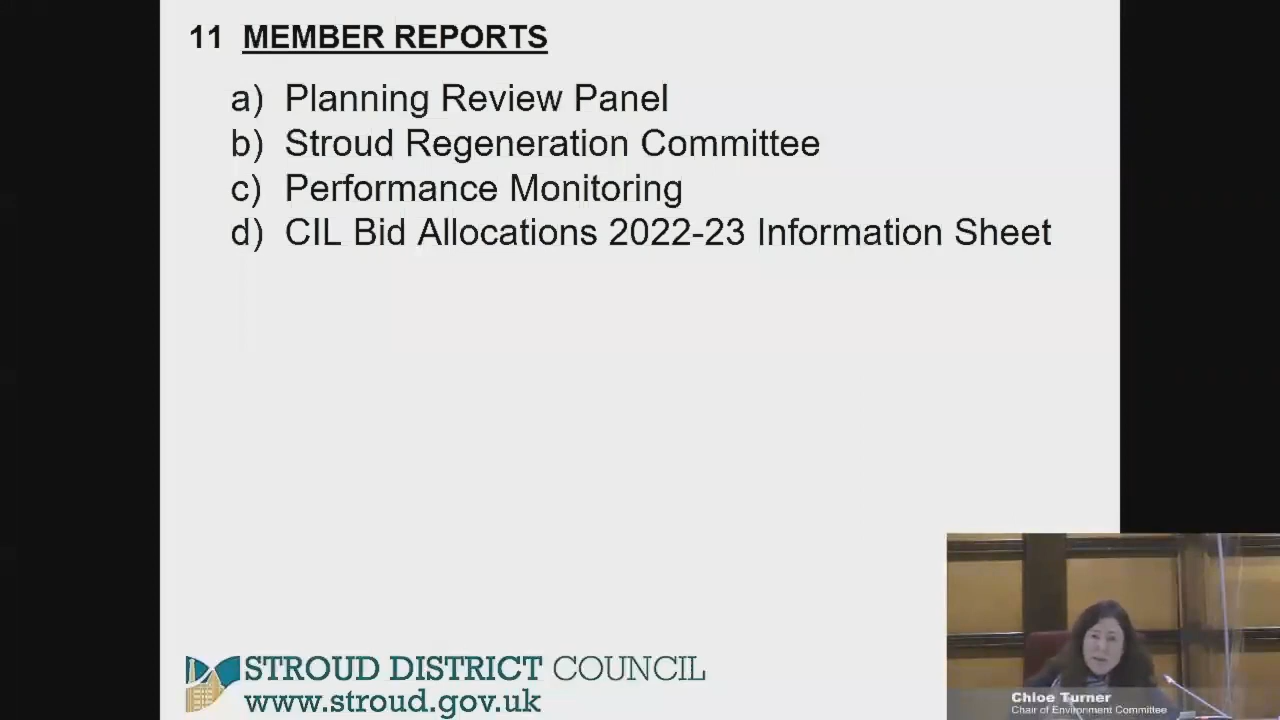 11 MEMBER REPORTS
a) Planning Review Panel
b) Stroud Regeneration Committee
c) Performance Monitoring
d) CIL Bid Allocations 2022-23 Information Sheet
STROUD DISTRICT COUNCIL
www.stroud.gov.uk
Chloe Turner
Chair of Environment Committee